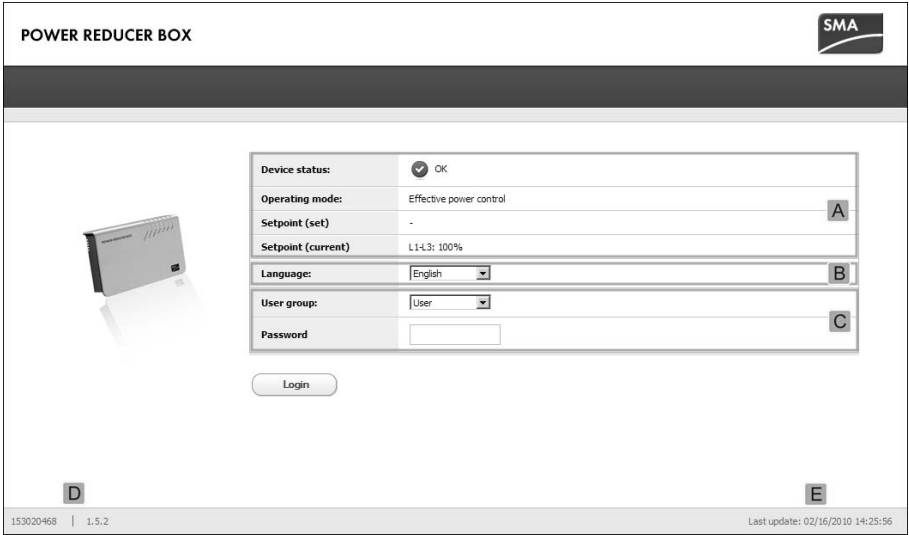 POWER REDUCER BOX
SMA
Device status: OK
Operating mode: Effective power control
Setpoint (set) -
Setpoint (current) L1-L3: 100%
A
Language: English
B
User group: User
Password
C
Login
D
E
153020468 | 1.5.2
Last update: 02/16/2010 14:25:56